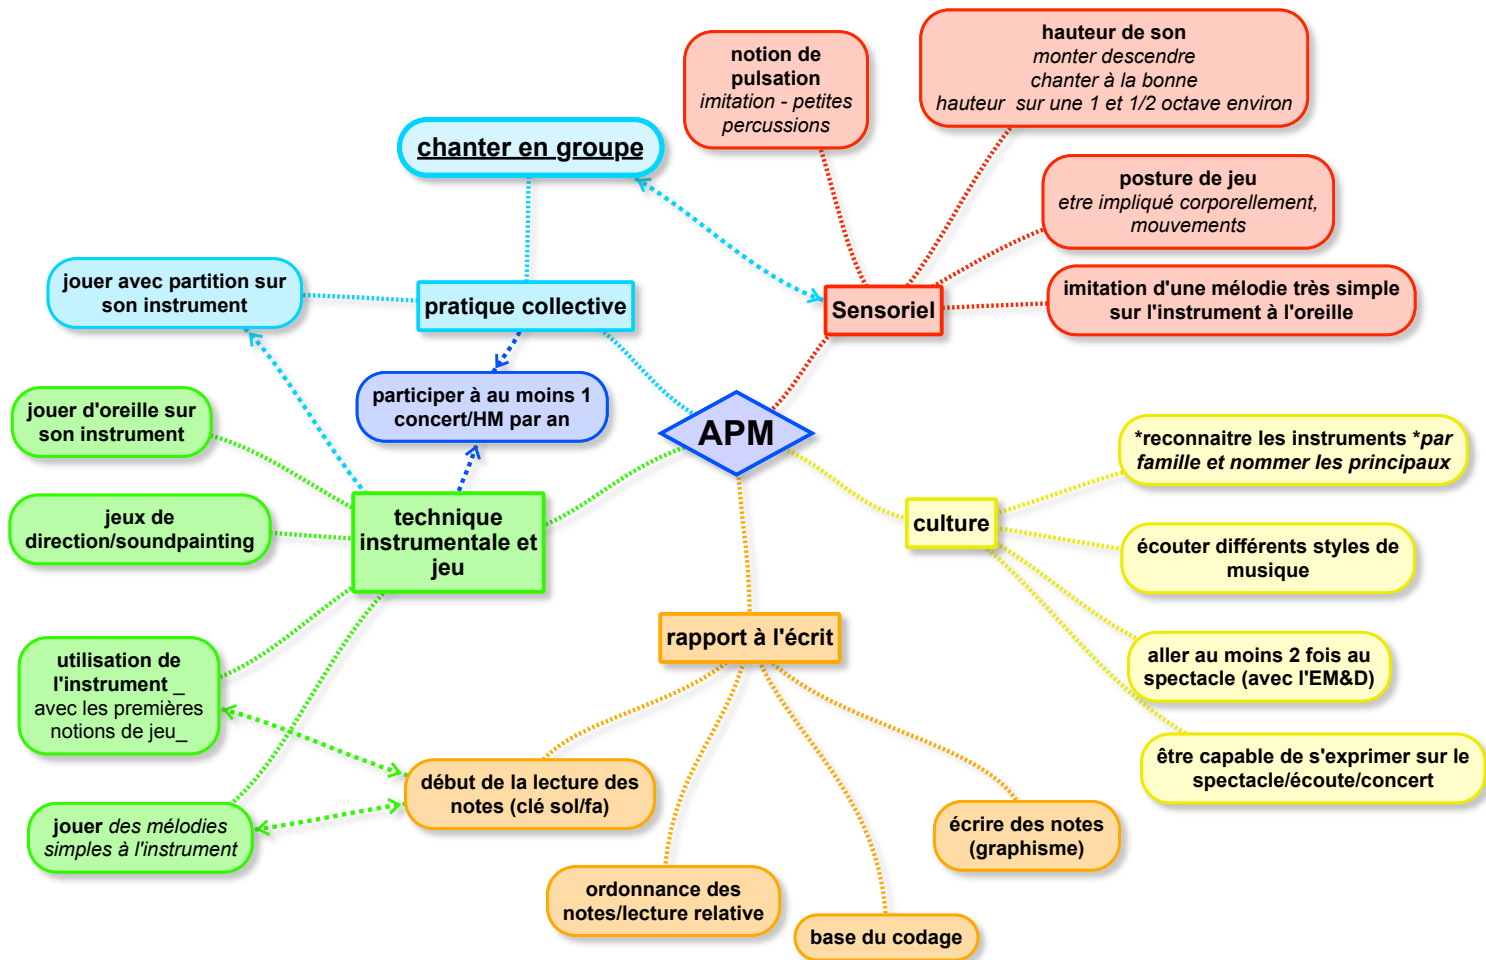 notion de
pulsation
imitation - petites
percussions
hauteur de son
monter descendre
chanter à la bonne
hauteur  sur une 1 et 1/2 octave environ
chanter en groupe
posture de jeu
etre impliqué corporellement,
mouvements
jouer avec partition sur
son instrument
pratique collective
Sensoriel
imitation d'une mélodie très simple
sur l'instrument à l'oreille
participer à au moins 1
concert/HM par an
jouer d'oreille sur
son instrument
APM
*reconnaitre les instruments *par
famille et nommer les principaux
jeux de
direction/soundpainting
technique
instrumentale et
jeu
culture
écouter différents styles de
musique
rapport à l'écrit
utilisation de
l'instrument _
avec les premières
notions de jeu_
aller au moins 2 fois au
spectacle (avec l'EM&D)
être capable de s'exprimer sur le
spectacle/écoute/concert
début de la lecture des
notes (clé sol/fa)
jouer des mélodies
simples à l'instrument
écrire des notes
(graphisme)
ordonnance des
notes/lecture relative
base du codage